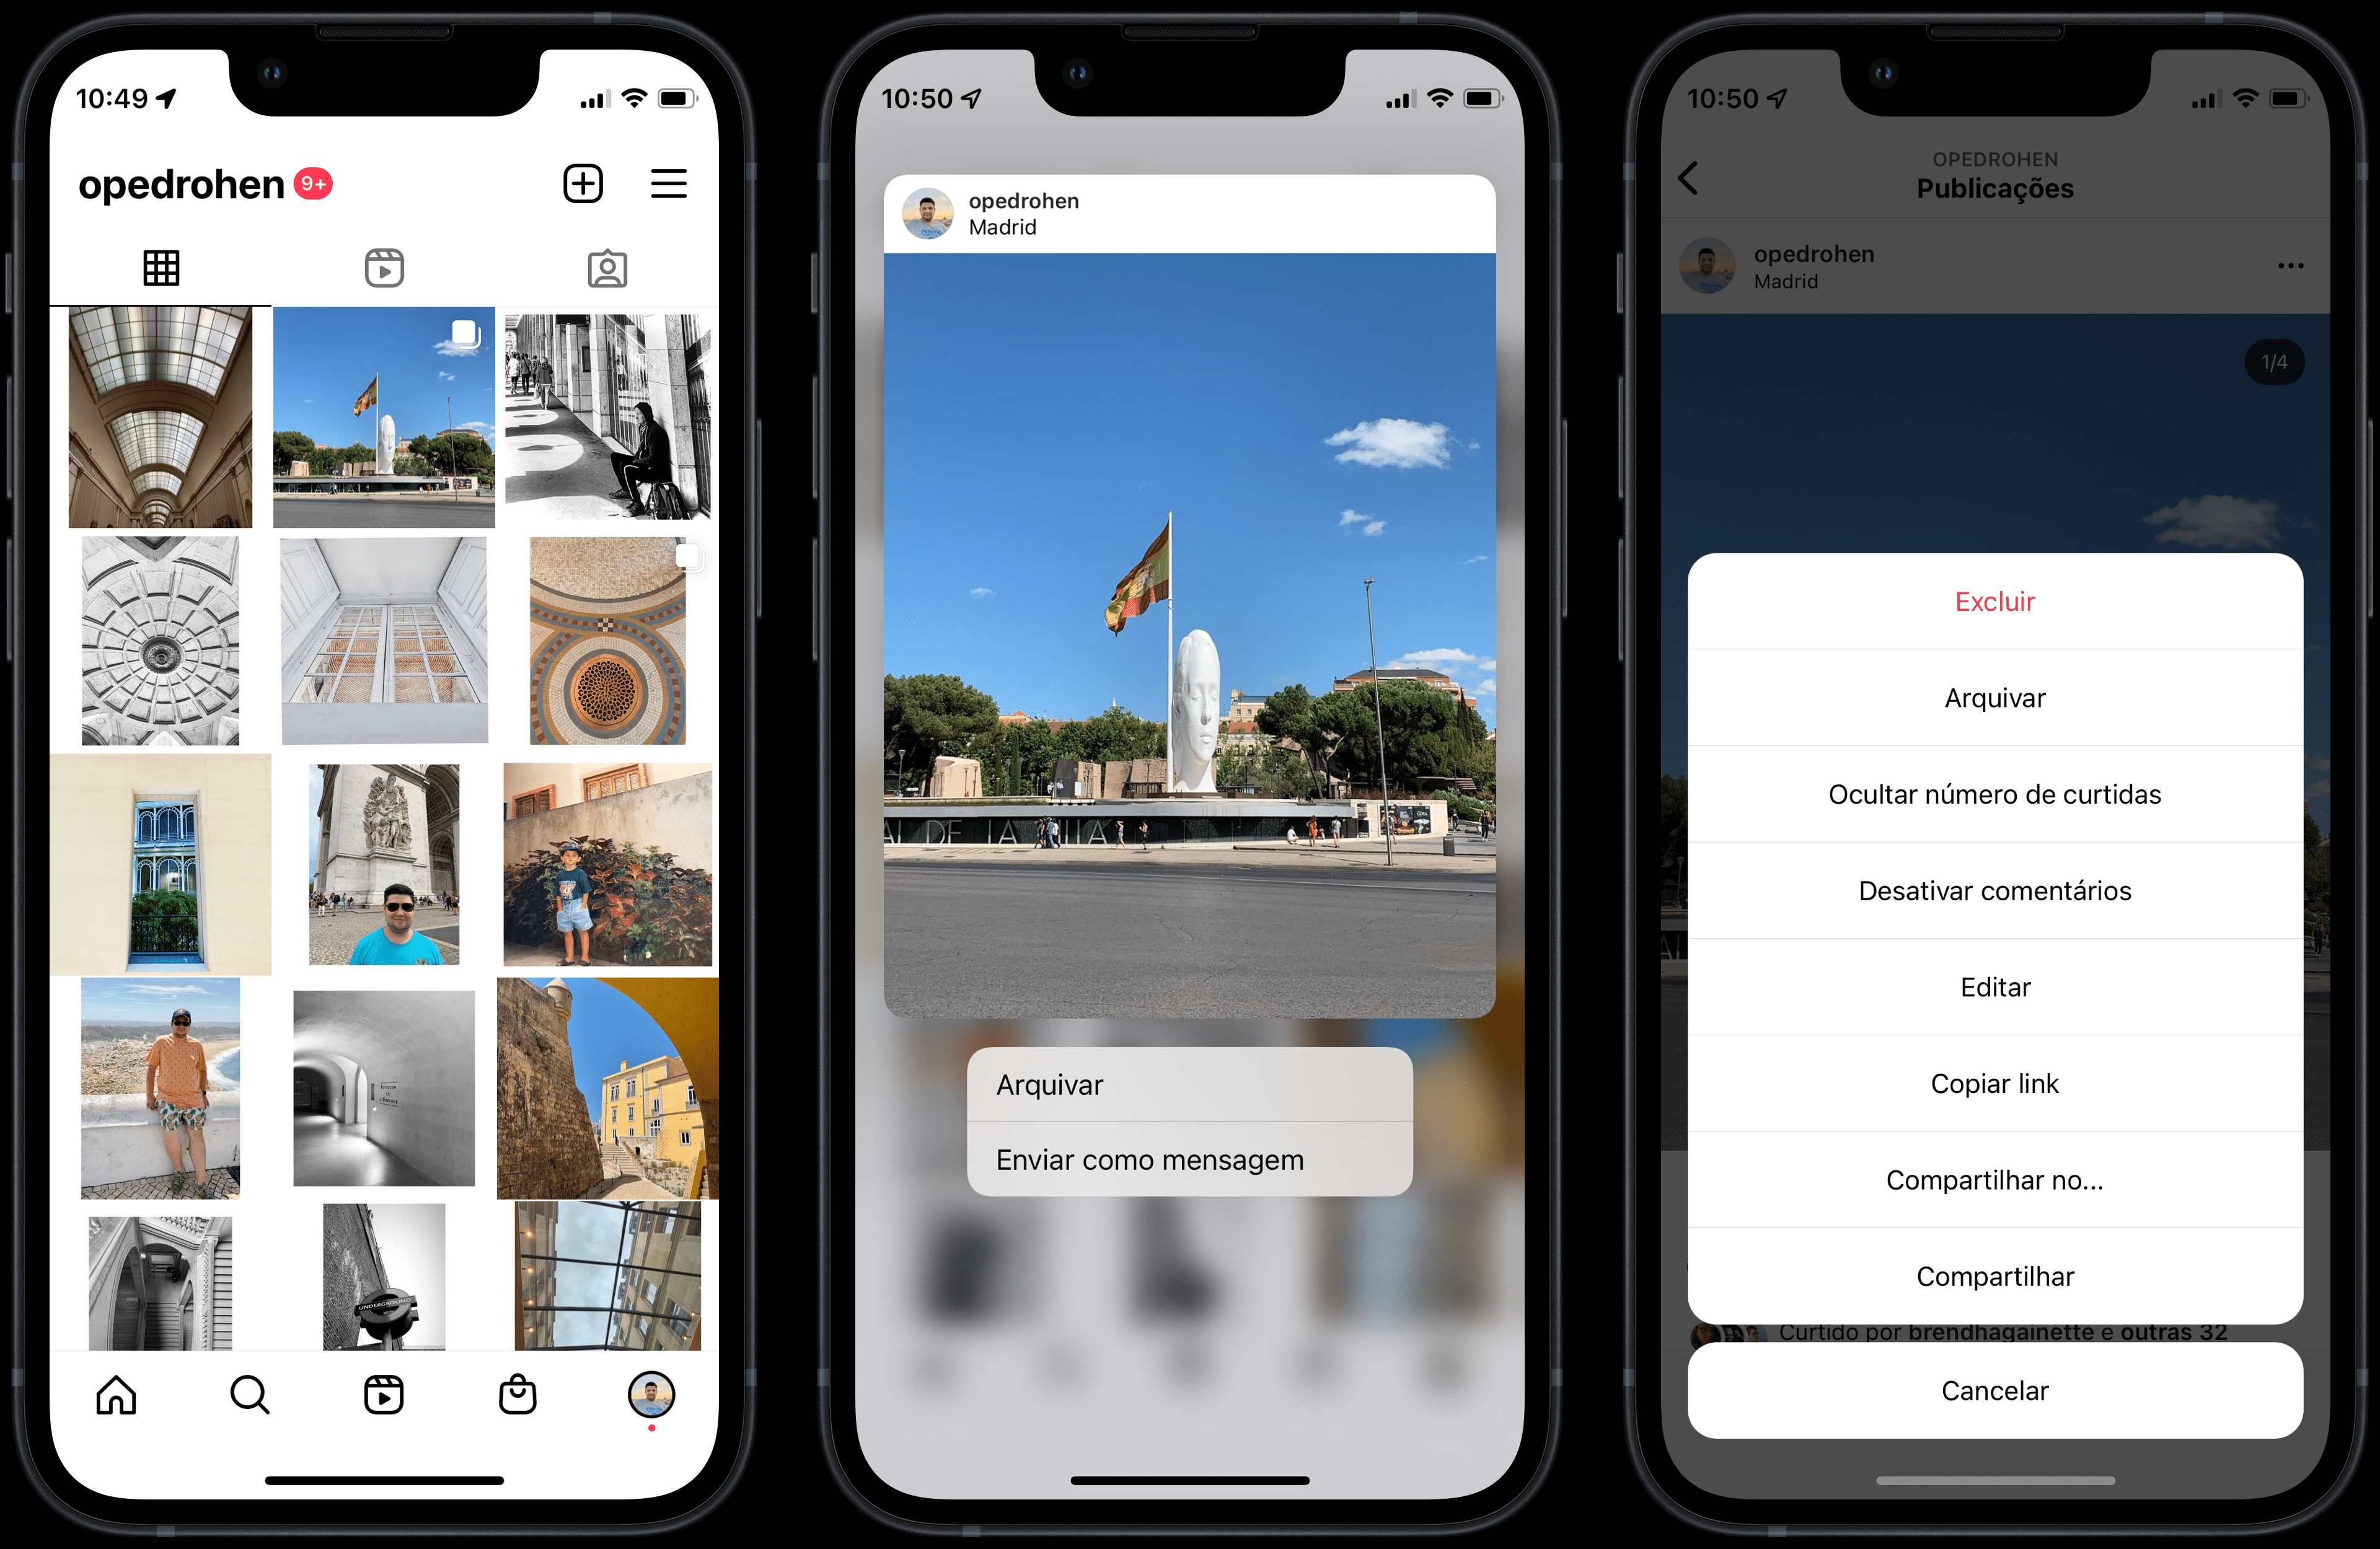 10:49
opedrohen 9+
UNDERGROUND
10:50
opedrohen
Madrid
Arquivar
Enviar como mensagem
10:50
OPEDROHEN
Publicações
opedrohen
Madrid
1/4
Excluir
Arquivar
Ocultar número de curtidas
Desativar comentários
Editar
Copiar link
Compartilhar no...
Compartilhar
Curtido por brendhagainette e outras 32
Cancelar